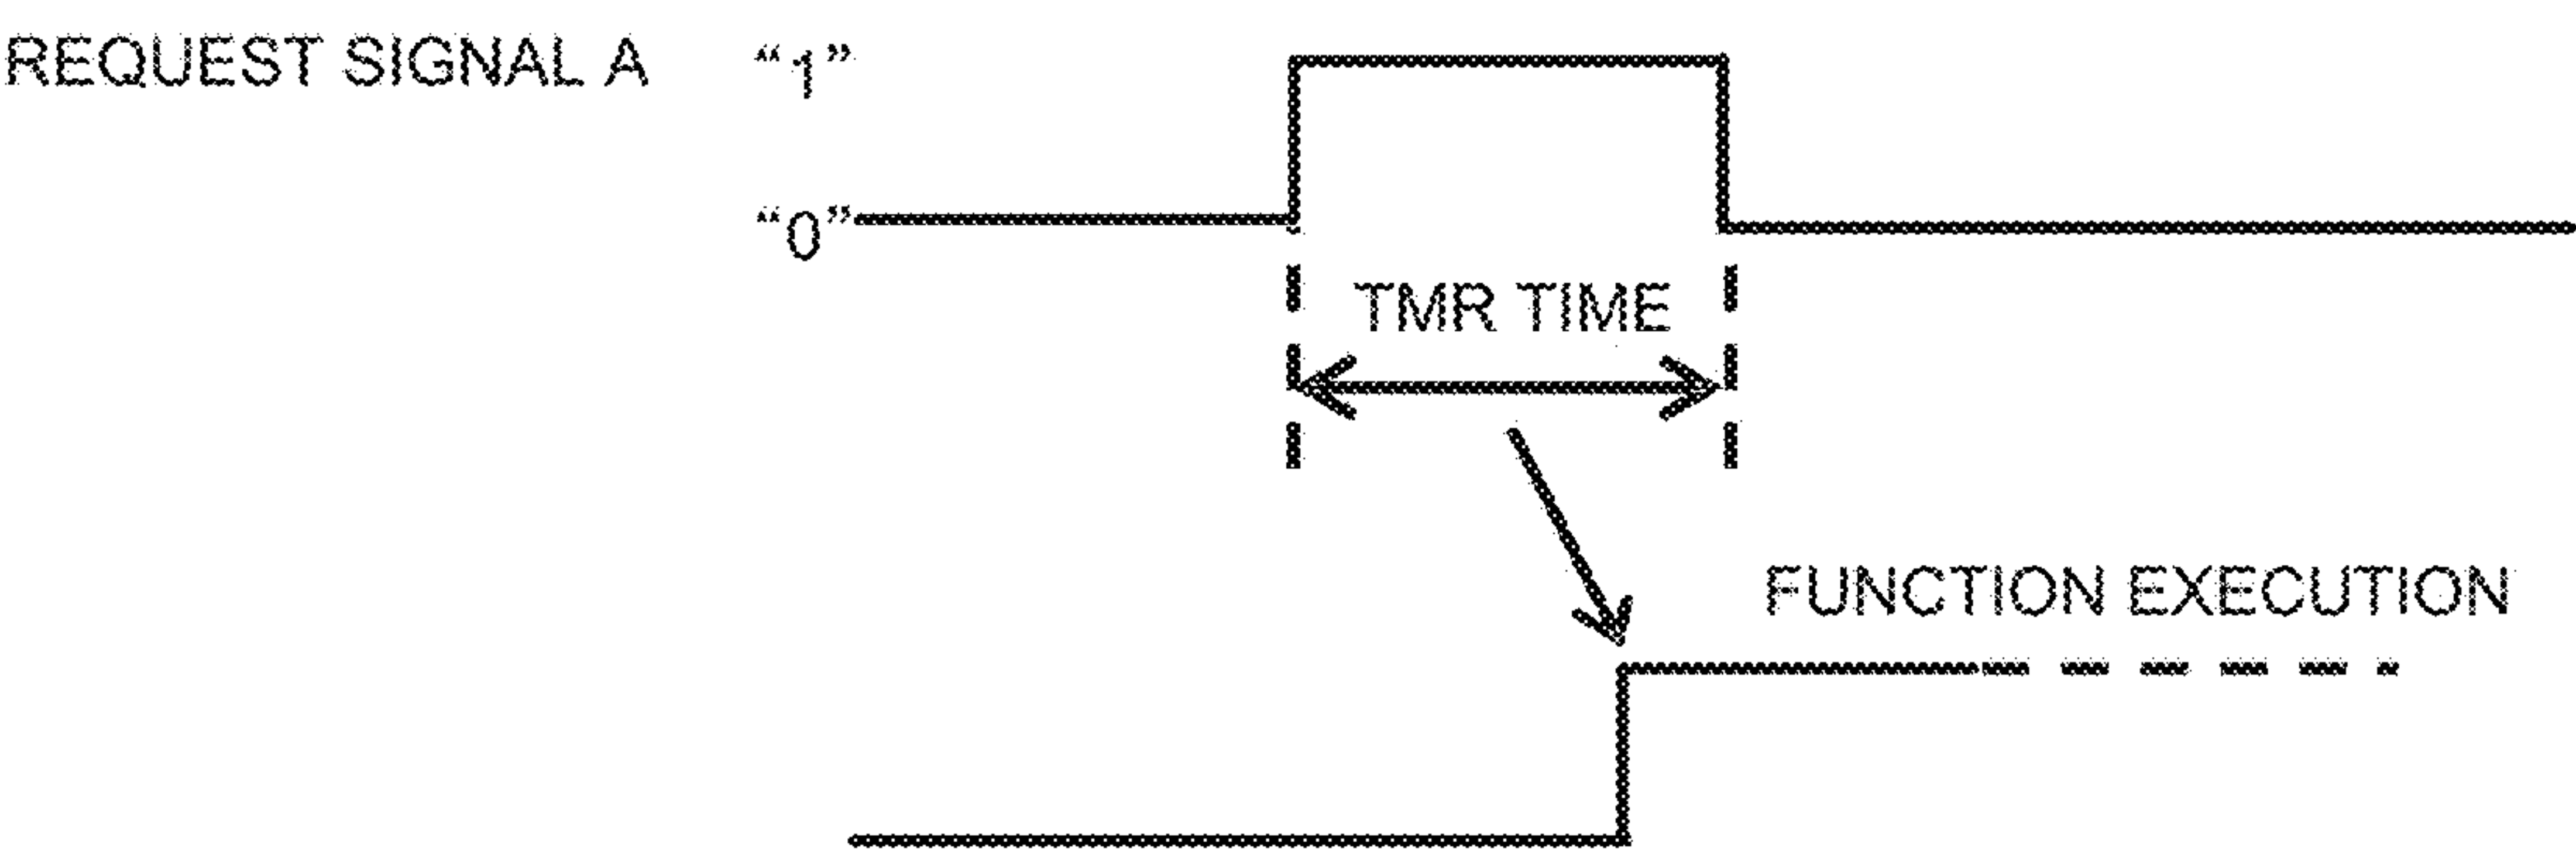 REQUEST SIGNAL A “1”
“0”
TMR TIME
FUNCTION EXECUTION